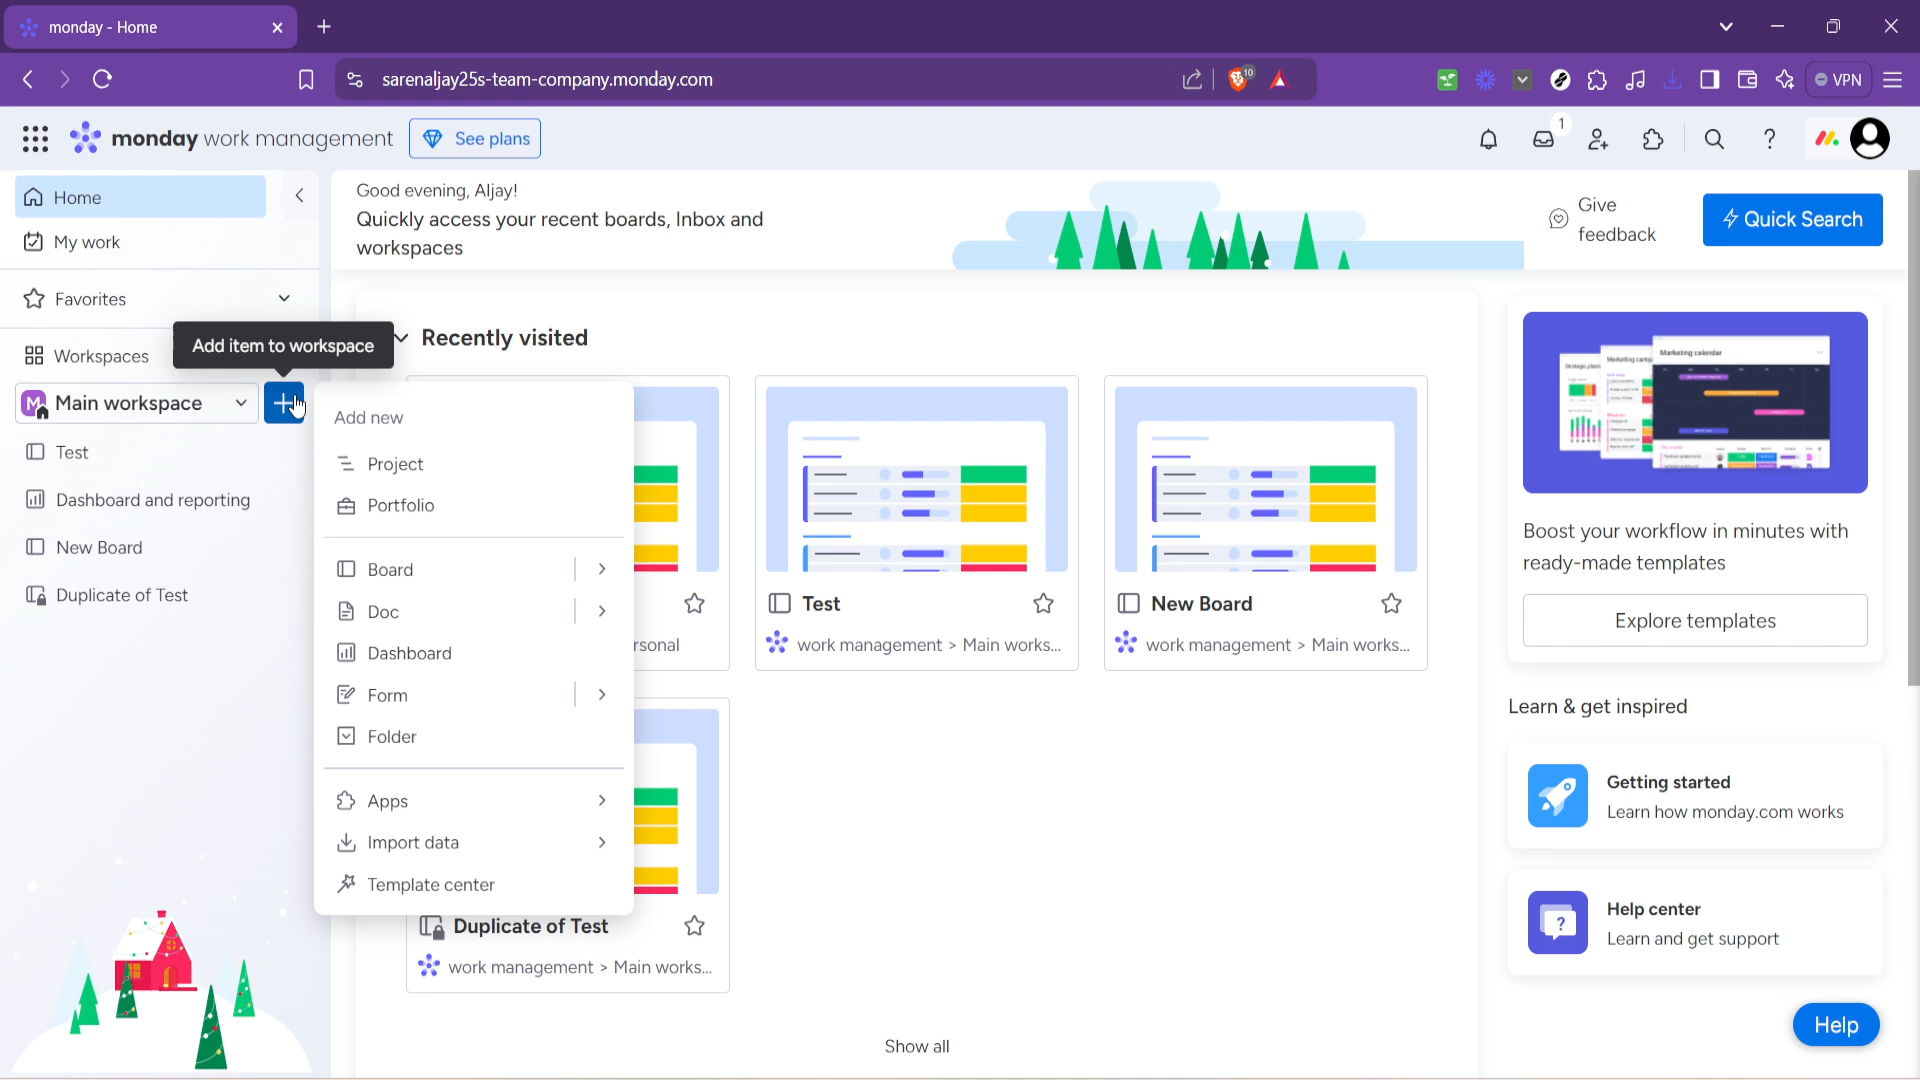 monday - Home
sarenaljay25s-team-company.monday.com
10
VPN
monday work management
See plans
1
Home
My work
Favorites
Workspaces
Add item to workspace
M
Main workspace
Test
Dashboard and reporting
New Board
Duplicate of Test
Good evening, Aljay!
Quickly access your recent boards, Inbox and
workspaces
Give
feedback
Quick Search
Recently visited
Add new
Project
Portfolio
Board
Doc
Dashboard
Form
Folder
Apps
Import data
Template center
rsonal
Test
work management > Main works...
New Board
work management > Main works...
Duplicate of Test
work management > Main works...
Show all
Marketing calendar
Boost your workflow in minutes with
ready-made templates
Explore templates
Learn & get inspired
Getting started
Learn how monday.com works
Help center
Learn and get support
Help